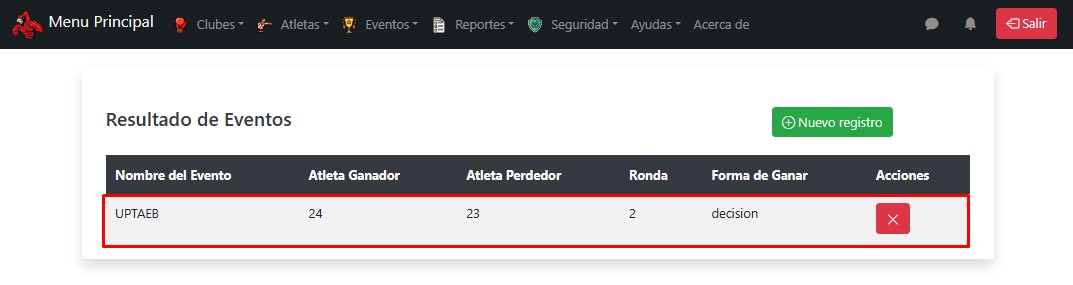 Menu Principal Clubes Atletas Eventos Reportes Seguridad Ayudas Acerca de Salir
Resultado de Eventos Nuevo registro
Nombre del Evento Atleta Ganador Atleta Perdedor Ronda Forma de Ganar Acciones
UPTAEB 24 23 2 decision